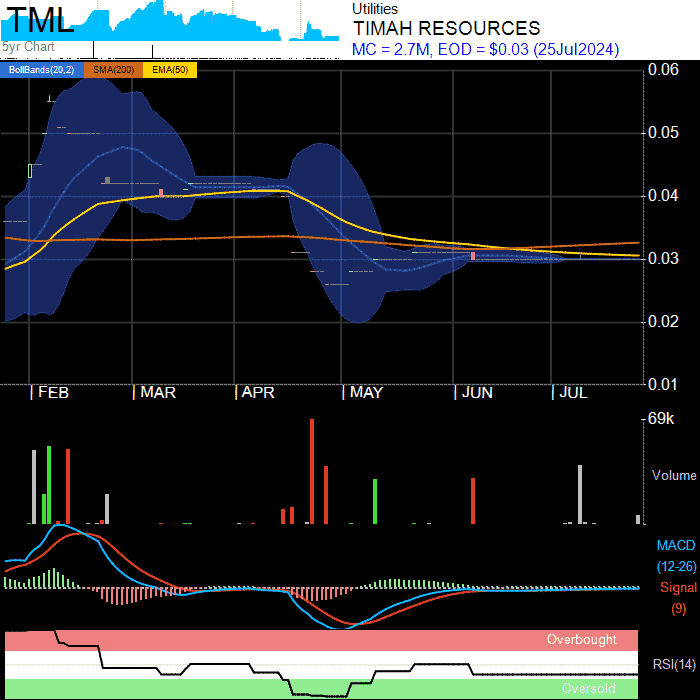 TML
5yr Chart
Utilities
TIMAH RESOURCES
MC = 2.7M, EOD = $0.03 (25Jul2024)
BollBands(20,2) SMA(200) EMA(50)
0.06
0.05
0.04
0.03
0.02
0.01
FEB MAR APR MAY JUN JUL
69k
Volume
MACD
(12-26)
Signal
(9)
Overbought
RSI(14)
Oversold